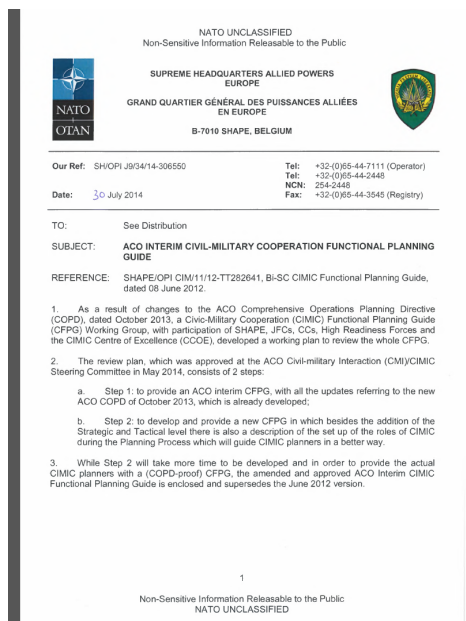 NATO UNCLASSIFIED
Non-Sensitive Information Releasable to the Public
SUPREME HEADQUARTERS ALLIED POWERS
EUROPE
GRAND QUARTIER GÉNÉRAL DES PUISSANCES ALLIÉES
EN EUROPE
B-7010 SHAPE, BELGIUM
NATO
OTAN
Our Ref: SH/OPI J9/34/14-306550
Tel: +32-(0)65-44-7111 (Operator)
Tel: +32-(0)65-44-2448
NCN: 254-2448
Date: 30 July 2014
Fax: +32-(0)65-44-3545 (Registry)
TO: See Distribution
SUBJECT: ACO INTERIM CIVIL-MILITARY COOPERATION FUNCTIONAL PLANNING
GUIDE
REFERENCE: SHAPE/OPI CIM/11/12-TT282641, Bi-SC CIMIC Functional Planning Guide,
dated 08 June 2012.
1. As a result of changes to the ACO Comprehensive Operations Planning Directive
(COPD), dated October 2013, a Civic-Military Cooperation (CIMIC) Functional Planning Guide
(CFPG) Working Group, with participation of SHAPE, JFCs, CCs, High Readiness Forces and
the CIMIC Centre of Excellence (CCOE), developed a working plan to review the whole CFPG.
2. The review plan, which was approved at the ACO Civil-military Interaction (CMI)/CIMIC
Steering Committee in May 2014, consists of 2 steps:
a. Step 1: to provide an ACO interim CFPG, with all the updates referring to the new
ACO COPD of October 2013, which is already developed;
b. Step 2: to develop and provide a new CFPG in which besides the addition of the
Strategic and Tactical level there is also a description of the set up of the roles of CIMIC
during the Planning Process which will guide CIMIC planners in a better way.
3. While Step 2 will take more time to be developed and in order to provide the actual
CIMIC planners with a (COPD-proof) CFPG, the amended and approved ACO Interim CIMIC
Functional Planning Guide is enclosed and supersedes the June 2012 version.
1
Non-Sensitive Information Releasable to the Public
NATO UNCLASSIFIED